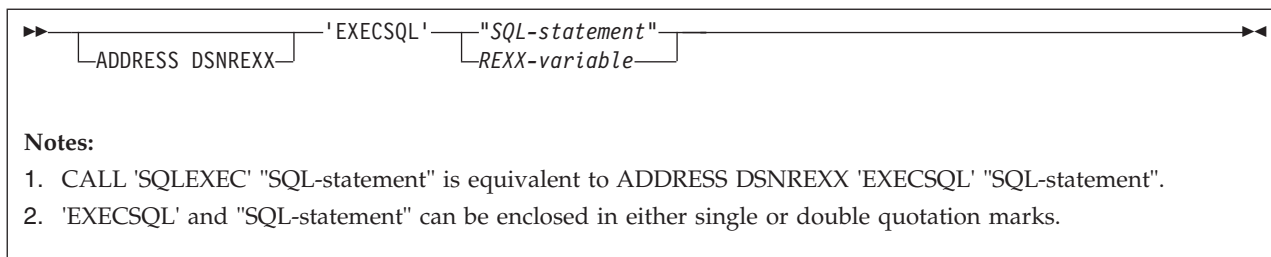 'EXECSQL' "SQL-statement"
ADDRESS DSNREXX REXX-variable
Notes:
1. CALL 'SQLEXEC' "SQL-statement" is equivalent to ADDRESS DSNREXX 'EXECSQL' "SQL-statement".
2. 'EXECSQL' and "SQL-statement" can be enclosed in either single or double quotation marks.